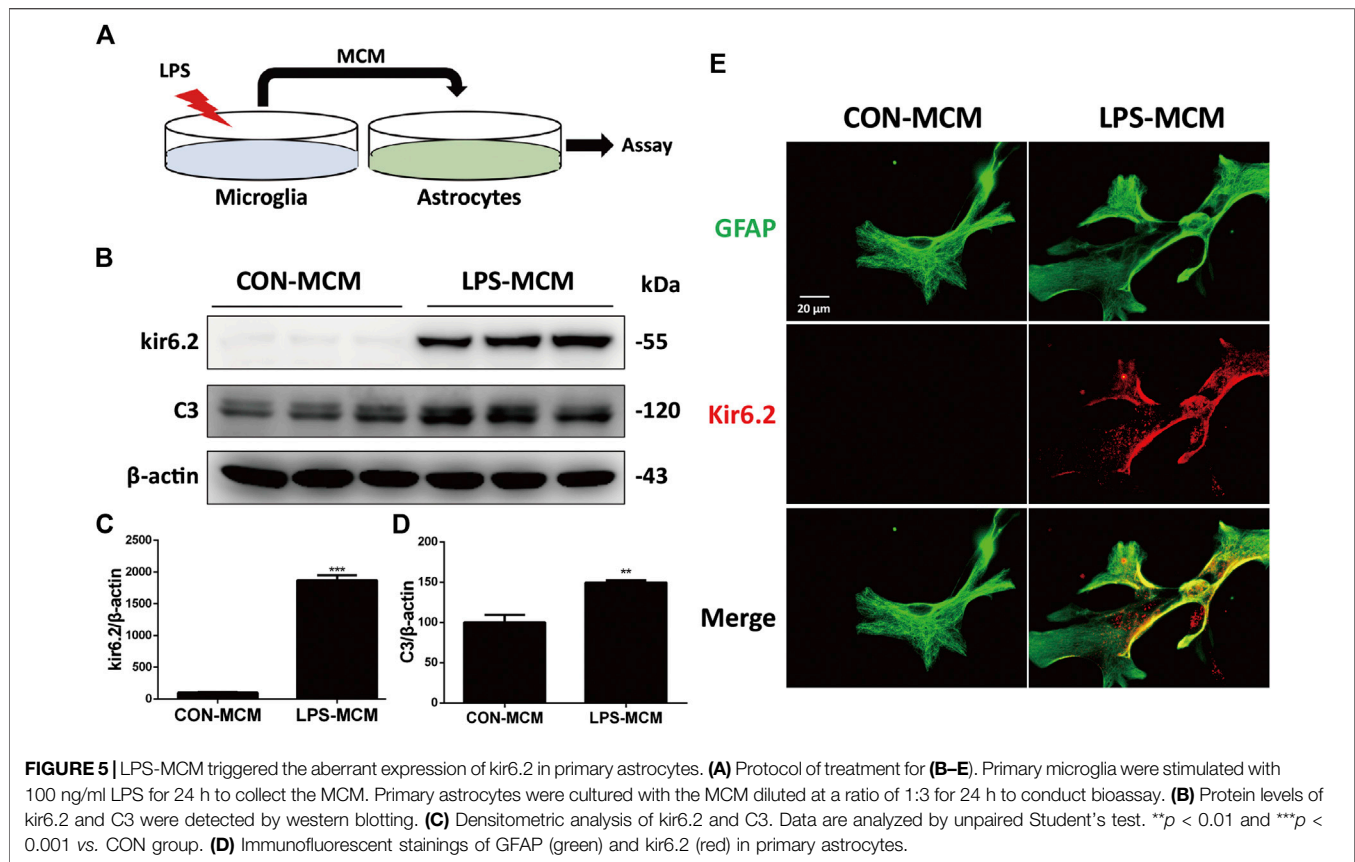 A
LPS
MCM
Microglia
Astrocytes
Assay
B
CON-MCM LPS-MCM kDa
kir6.2 -55
C3 -120
β-actin -43
C
kir6.2/β-actin
2500
2000
1500
1000
500
0
***
CON-MCM LPS-MCM
D
C3/β-actin
200
150
100
50
0
**
CON-MCM LPS-MCM
E
CON-MCM LPS-MCM
GFAP
20 μm
Kir6.2
Merge
FIGURE 5 | LPS-MCM triggered the aberrant expression of kir6.2 in primary astrocytes. (A) Protocol of treatment for (B–E). Primary microglia were stimulated with
100 ng/ml LPS for 24 h to collect the MCM. Primary astrocytes were cultured with the MCM diluted at a ratio of 1:3 for 24 h to conduct bioassay. (B) Protein levels of
kir6.2 and C3 were detected by western blotting. (C) Densitometric analysis of kir6.2 and C3. Data are analyzed by unpaired Student's test. **p < 0.01 and ***p <
0.001 vs. CON group. (D) Immunofluorescent stainings of GFAP (green) and kir6.2 (red) in primary astrocytes.